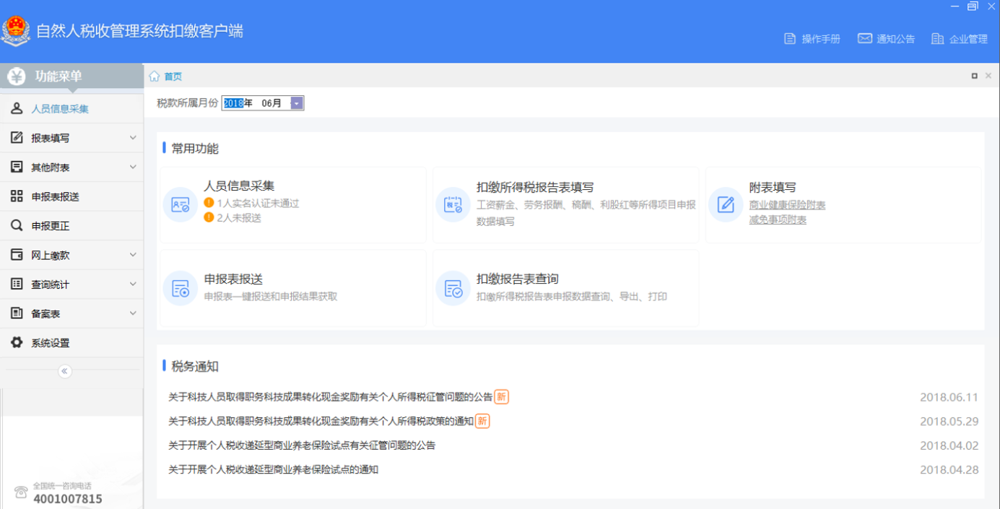 自然人税收管理系统扣缴客户端
操作手册 通知公告 企业管理
功能菜单
首页
税款所属月份 2018年 06月
人员信息采集
报表填写
其他附表
申报表报送
申报更正
网上缴款
查询统计
备案表
系统设置
全国统一咨询电话
4001007815
常用功能
人员信息采集
1人实名认证未通过
2人未报送
扣缴所得税报告表填写
工资薪金、劳务报酬、稿酬、利股红等所得项目申报
数据填写
附表填写
商业健康保险附表
减免事项附表
申报表报送
申报表一键报送和申报结果获取
扣缴报告表查询
扣缴所得税报告表申报数据查询、导出、打印
税务通知
关于科技人员取得职务科技成果转化现金奖励有关个人所得税征管问题的公告 新 2018.06.11
关于科技人员取得职务科技成果转化现金奖励有关个人所得税政策的通知 新 2018.05.29
关于开展个人税收递延型商业养老保险试点有关征管问题的公告 2018.04.02
关于开展个人税收递延型商业养老保险试点的通知 2018.04.28